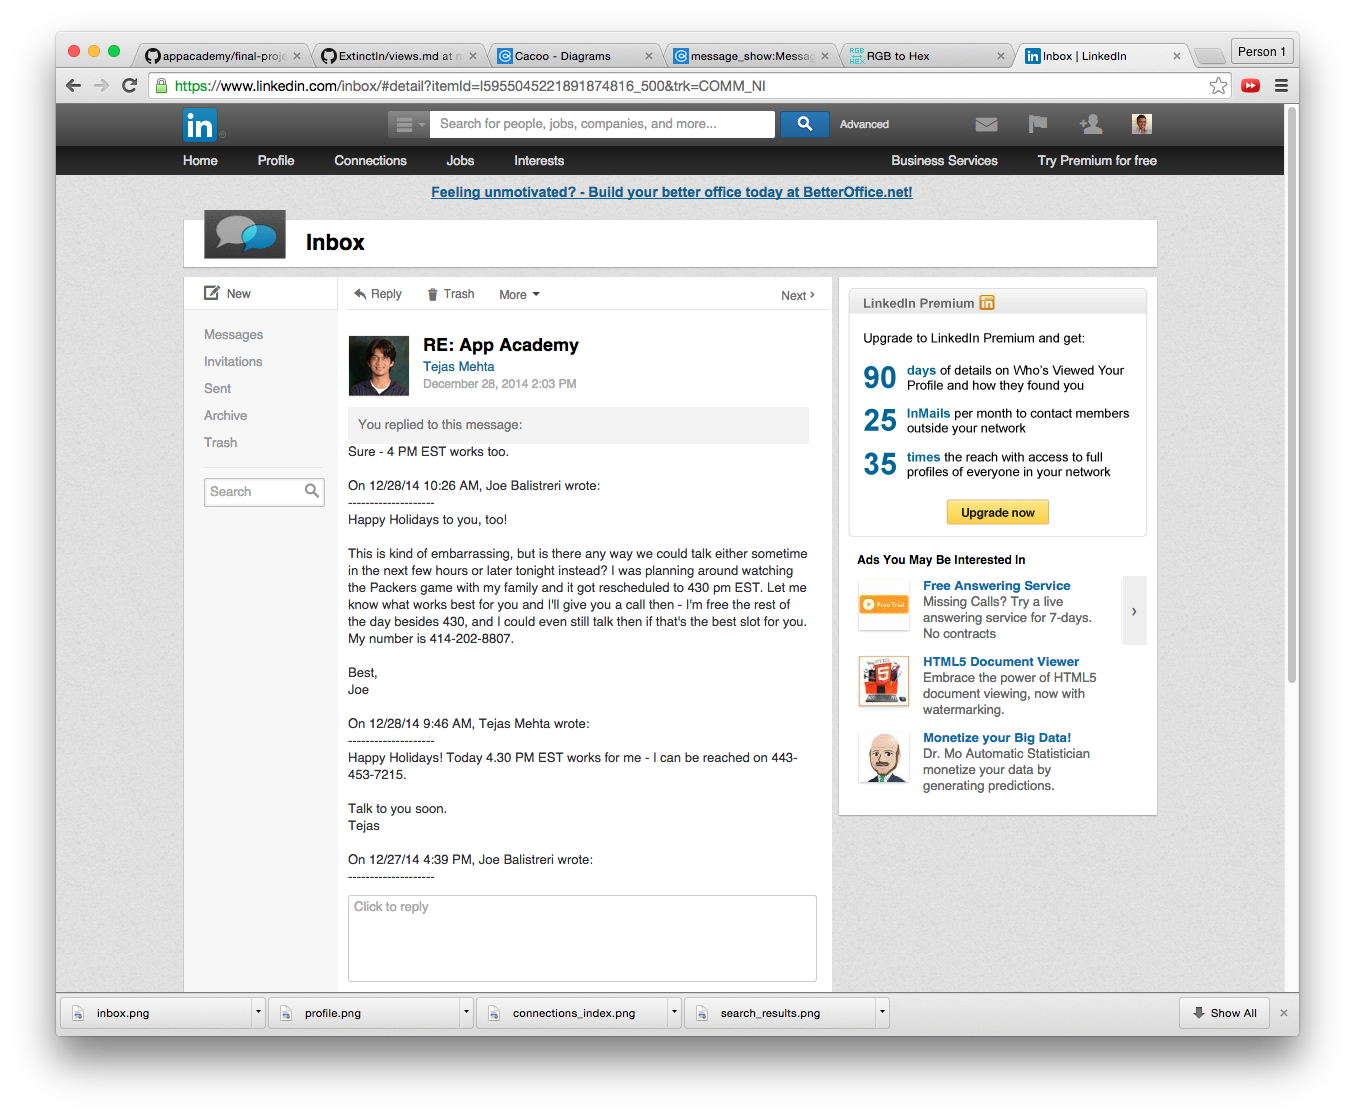 appacademy/final-proje
ExtinctIn/views.md at n
Cacoo - Diagrams
message_show:Messag
RGB to Hex
Inbox | LinkedIn
Person 1
https://www.linkedin.com/inbox/#detail?itemId=I5955045221891874816_500&trk=COMM_NI
in
Search for people, jobs, companies, and more...
Advanced
Home
Profile
Connections
Jobs
Interests
Business Services
Try Premium for free
Feeling unmotivated? - Build your better office today at BetterOffice.net!
Inbox
New
Messages
Invitations
Sent
Archive
Trash
Search
Reply
Trash
More
Next
RE: App Academy
Tejas Mehta
December 28, 2014 2:03 PM
You replied to this message:
Sure - 4 PM EST works too.
On 12/28/14 10:26 AM, Joe Balistreri wrote:
--------------------
Happy Holidays to you, too!
This is kind of embarrassing, but is there any way we could talk either sometime
in the next few hours or later tonight instead? I was planning around watching
the Packers game with my family and it got rescheduled to 430 pm EST. Let me
know what works best for you and I'll give you a call then - I'm free the rest of
the day besides 430, and I could even still talk then if that's the best slot for you.
My number is 414-202-8807.
Best,
Joe
On 12/28/14 9:46 AM, Tejas Mehta wrote:
--------------------
Happy Holidays! Today 4.30 PM EST works for me - I can be reached on 443-
453-7215.
Talk to you soon.
Tejas
On 12/27/14 4:39 PM, Joe Balistreri wrote:
--------------------
Click to reply
LinkedIn Premium in
Upgrade to LinkedIn Premium and get:
90 days of details on Who's Viewed Your
Profile and how they found you
25 InMails per month to contact members
outside your network
35 times the reach with access to full
profiles of everyone in your network
Upgrade now
Ads You May Be Interested In
Free Trial
Free Answering Service
Missing Calls? Try a live
answering service for 7-days.
No contracts
HTML5 Document Viewer
Embrace the power of HTML5
document viewing, now with
watermarking.
Monetize your Big Data!
Dr. Mo Automatic Statistician
monetize your data by
generating predictions.
inbox.png
profile.png
connections_index.png
search_results.png
Show All